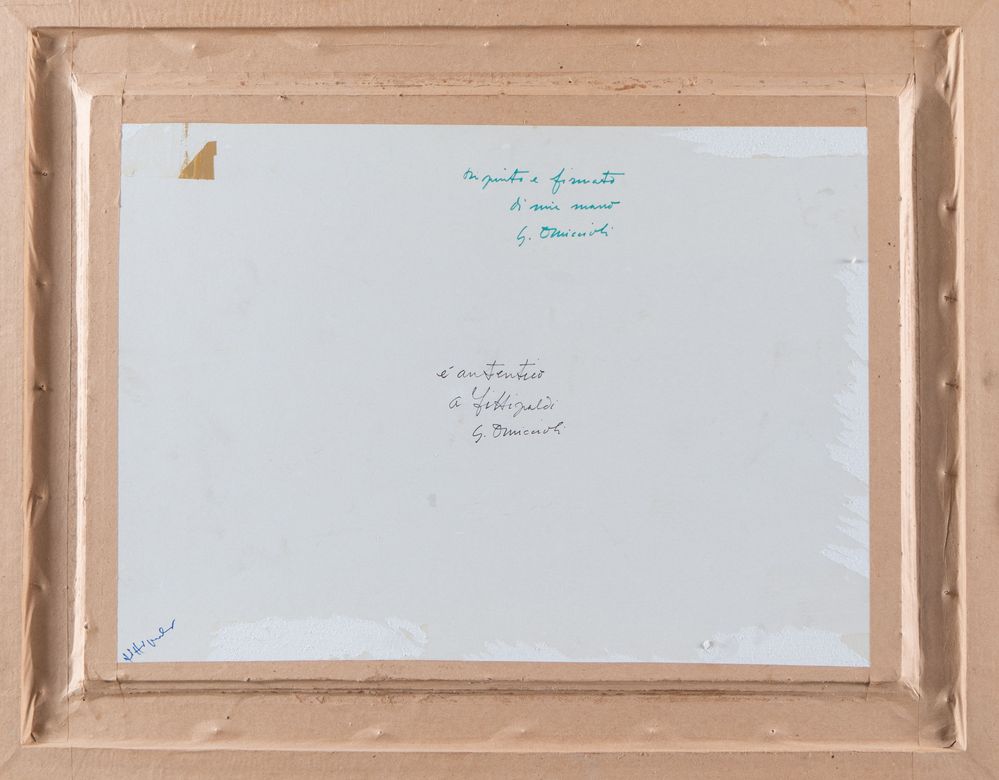 Dipinto e firmato
di mia mano
G. Omiccioli
é autentico
a Fittipaldi
G. Omiccioli